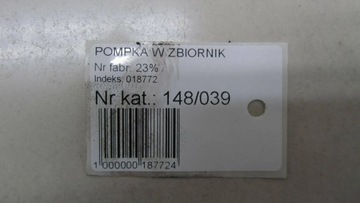 POMPKA W ZBIORNIK
Nr fabr. 23%
Indeks: 018772
Nr kat.: 148/039
1 000000 187724